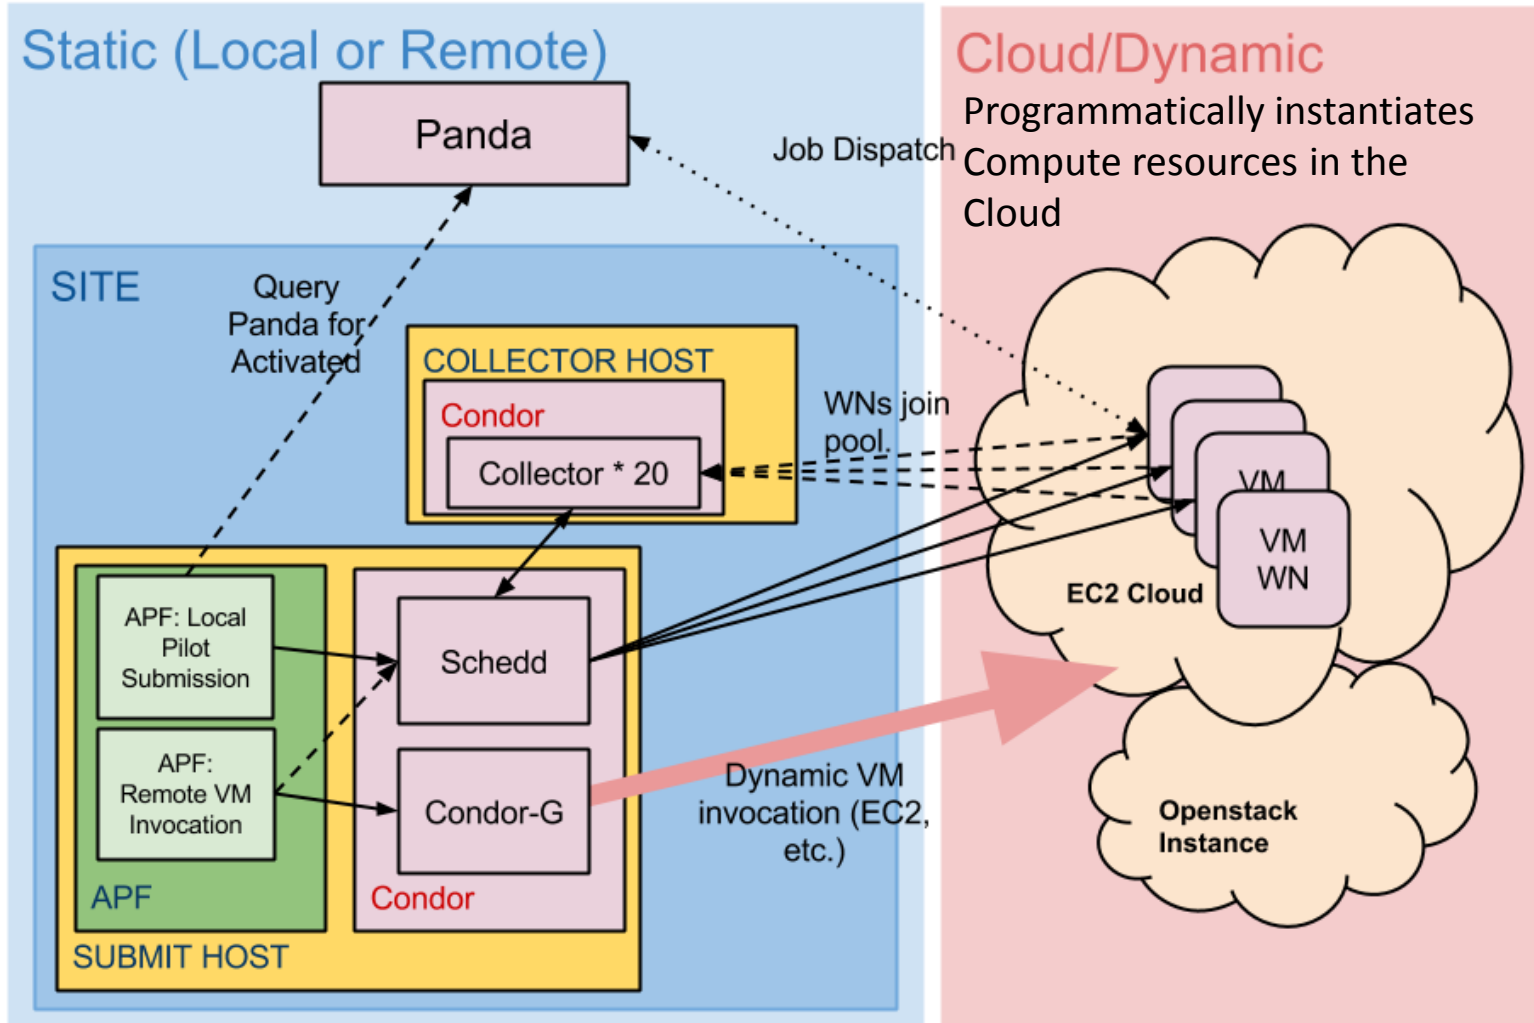 Static (Local or Remote)
Panda
Job Dispatch
Cloud/Dynamic
Programmatically instantiates
Compute resources in the
Cloud
SITE
Query
Panda for
Activated
COLLECTOR HOST
Condor
Collector * 20
WNs join
pool.
VM
VM
WN
EC2 Cloud
APF: Local
Pilot
Submission
Schedd
APF:
Remote VM
Invocation
Condor-G
APF
Condor
SUBMIT HOST
Dynamic VM
invocation (EC2,
etc.)
Openstack
Instance